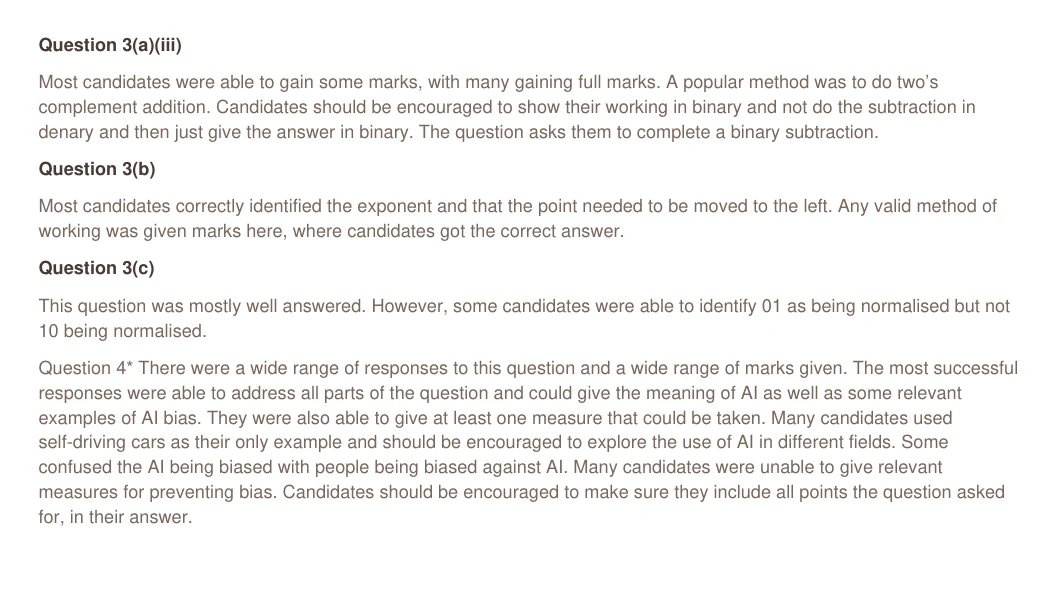 Question 3(a)(iii)
Most candidates were able to gain some marks, with many gaining full marks. A popular method was to do two’s
complement addition. Candidates should be encouraged to show their working in binary and not do the subtraction in
denary and then just give the answer in binary. The question asks them to complete a binary subtraction.
Question 3(b)
Most candidates correctly identified the exponent and that the point needed to be moved to the left. Any valid method of
working was given marks here, where candidates got the correct answer.
Question 3(c)
This question was mostly well answered. However, some candidates were able to identify 01 as being normalised but not
10 being normalised.
Question 4* There were a wide range of responses to this question and a wide range of marks given. The most successful
responses were able to address all parts of the question and could give the meaning of AI as well as some relevant
examples of AI bias. They were also able to give at least one measure that could be taken. Many candidates used
self-driving cars as their only example and should be encouraged to explore the use of AI in different fields. Some
confused the AI being biased with people being biased against AI. Many candidates were unable to give relevant
measures for preventing bias. Candidates should be encouraged to make sure they include all points the question asked
for, in their answer.